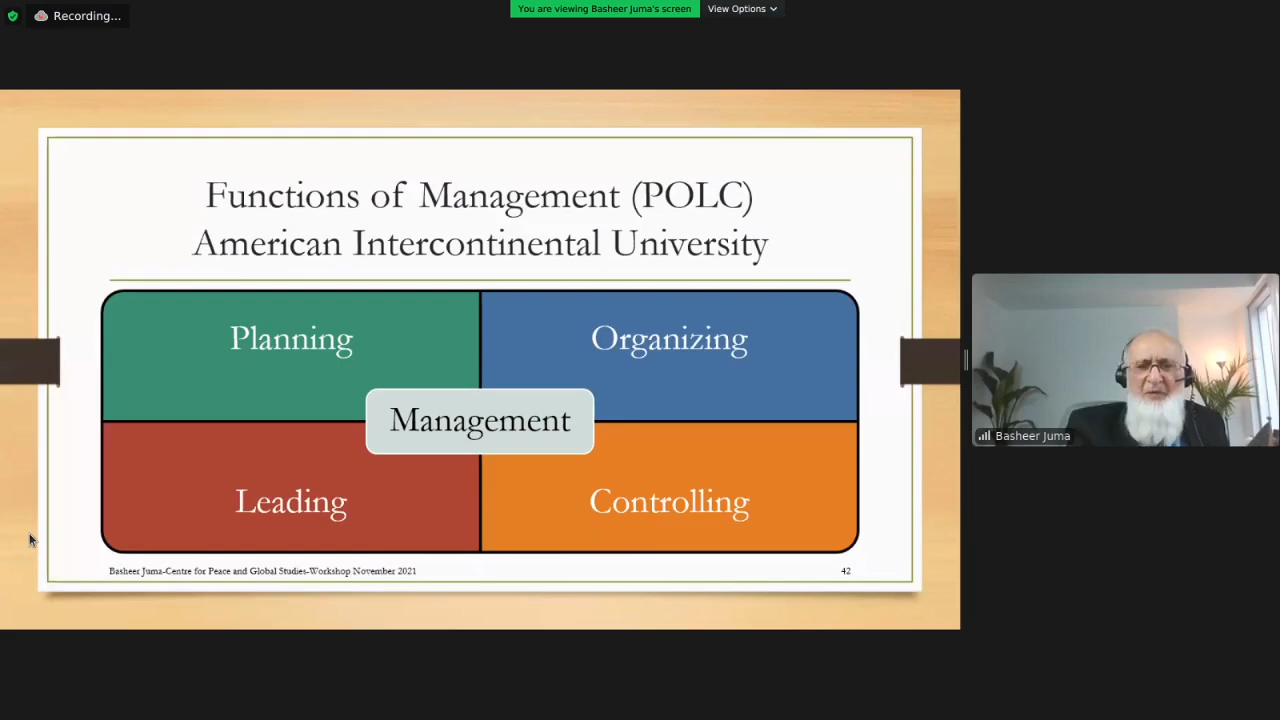 Recording...
You are viewing Basheer Juma's screen
View Options
Functions of Management (POLC)
American Intercontinental University
Planning
Organizing
Management
Leading
Controlling
Basheer Juma-Centre for Peace and Global Studies-Workshop November 2021
42
Basheer Juma